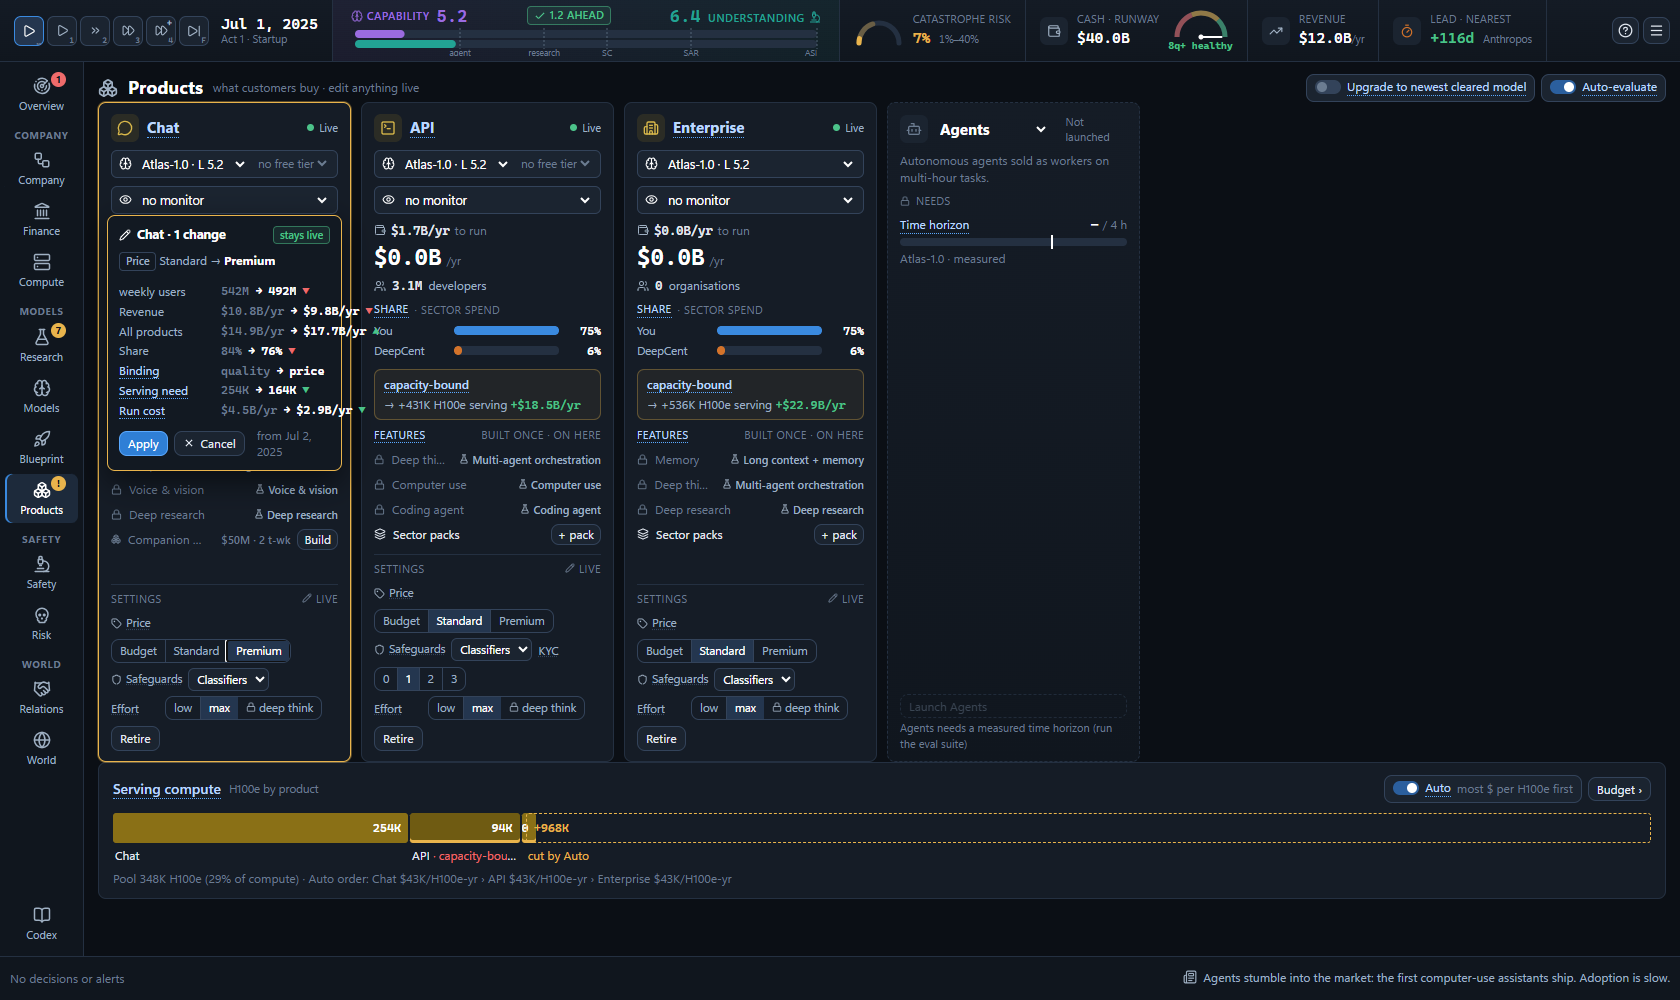 1
2
3
4
F
Jul 1, 2025
Act 1 · Startup
CAPABILITY 5.2
1.2 AHEAD
6.4 UNDERSTANDING
agent
research
SC
SAR
ASI
CATASTROPHE RISK
7% 1%–40%
CASH · RUNWAY
$40.0B
8q+ healthy
REVENUE
$12.0B/yr
LEAD · NEAREST
+116d Anthropos
1
Overview
COMPANY
Company
Finance
Compute
MODELS
7
Research
Models
Blueprint
!
Products
SAFETY
Safety
Risk
WORLD
Relations
World
Codex
Products what customers buy · edit anything live
Upgrade to newest cleared model
Auto-evaluate
Chat
Live
Atlas-1.0 · L 5.2
no free tier
no monitor
Chat · 1 change
stays live
Price Standard → Premium
weekly users 542M → 492M
Revenue $10.8B/yr → $9.8B/yr
All products $14.9B/yr → $17.7B/yr
Share 84% → 76%
Binding quality → price
Serving need 254K → 164K
Run cost $4.5B/yr → $2.9B/yr
Apply
Cancel
from Jul 2, 2025
Voice & vision Voice & vision
Deep research Deep research
Companion ... $50M · 2 t-wk Build
SETTINGS LIVE
Price
Budget Standard Premium
Safeguards Classifiers
Effort low max deep think
Retire
API
Live
Atlas-1.0 · L 5.2
no free tier
no monitor
$1.7B/yr to run
$0.0B /yr
3.1M developers
SHARE · SECTOR SPEND
You 75%
DeepCent 6%
capacity-bound
→ +431K H100e serving +$18.5B/yr
FEATURES BUILT ONCE · ON HERE
Deep thi... Multi-agent orchestration
Computer use Computer use
Coding agent Coding agent
Sector packs + pack
SETTINGS LIVE
Price
Budget Standard Premium
Safeguards Classifiers KYC
0 1 2 3
Effort low max deep think
Retire
Enterprise
Live
Atlas-1.0 · L 5.2
no monitor
$0.0B/yr to run
$0.0B /yr
0 organisations
SHARE · SECTOR SPEND
You 75%
DeepCent 6%
capacity-bound
→ +536K H100e serving +$22.9B/yr
FEATURES BUILT ONCE · ON HERE
Memory Long context + memory
Deep thi... Multi-agent orchestration
Deep research Deep research
Sector packs + pack
SETTINGS LIVE
Price
Budget Standard Premium
Safeguards Classifiers
Effort low max deep think
Retire
Agents
Not launched
Autonomous agents sold as workers on
multi-hour tasks.
NEEDS
Time horizon – / 4 h
Atlas-1.0 · measured
Launch Agents
Agents needs a measured time horizon (run
the eval suite)
Serving compute H100e by product
Auto most $ per H100e first
Budget ›
254K
94K
0
+968K
Chat
API · capacity-bou...
cut by Auto
Pool 348K H100e (29% of compute) · Auto order: Chat $43K/H100e-yr › API $43K/H100e-yr › Enterprise $43K/H100e-yr
No decisions or alerts
Agents stumble into the market: the first computer-use assistants ship. Adoption is slow.